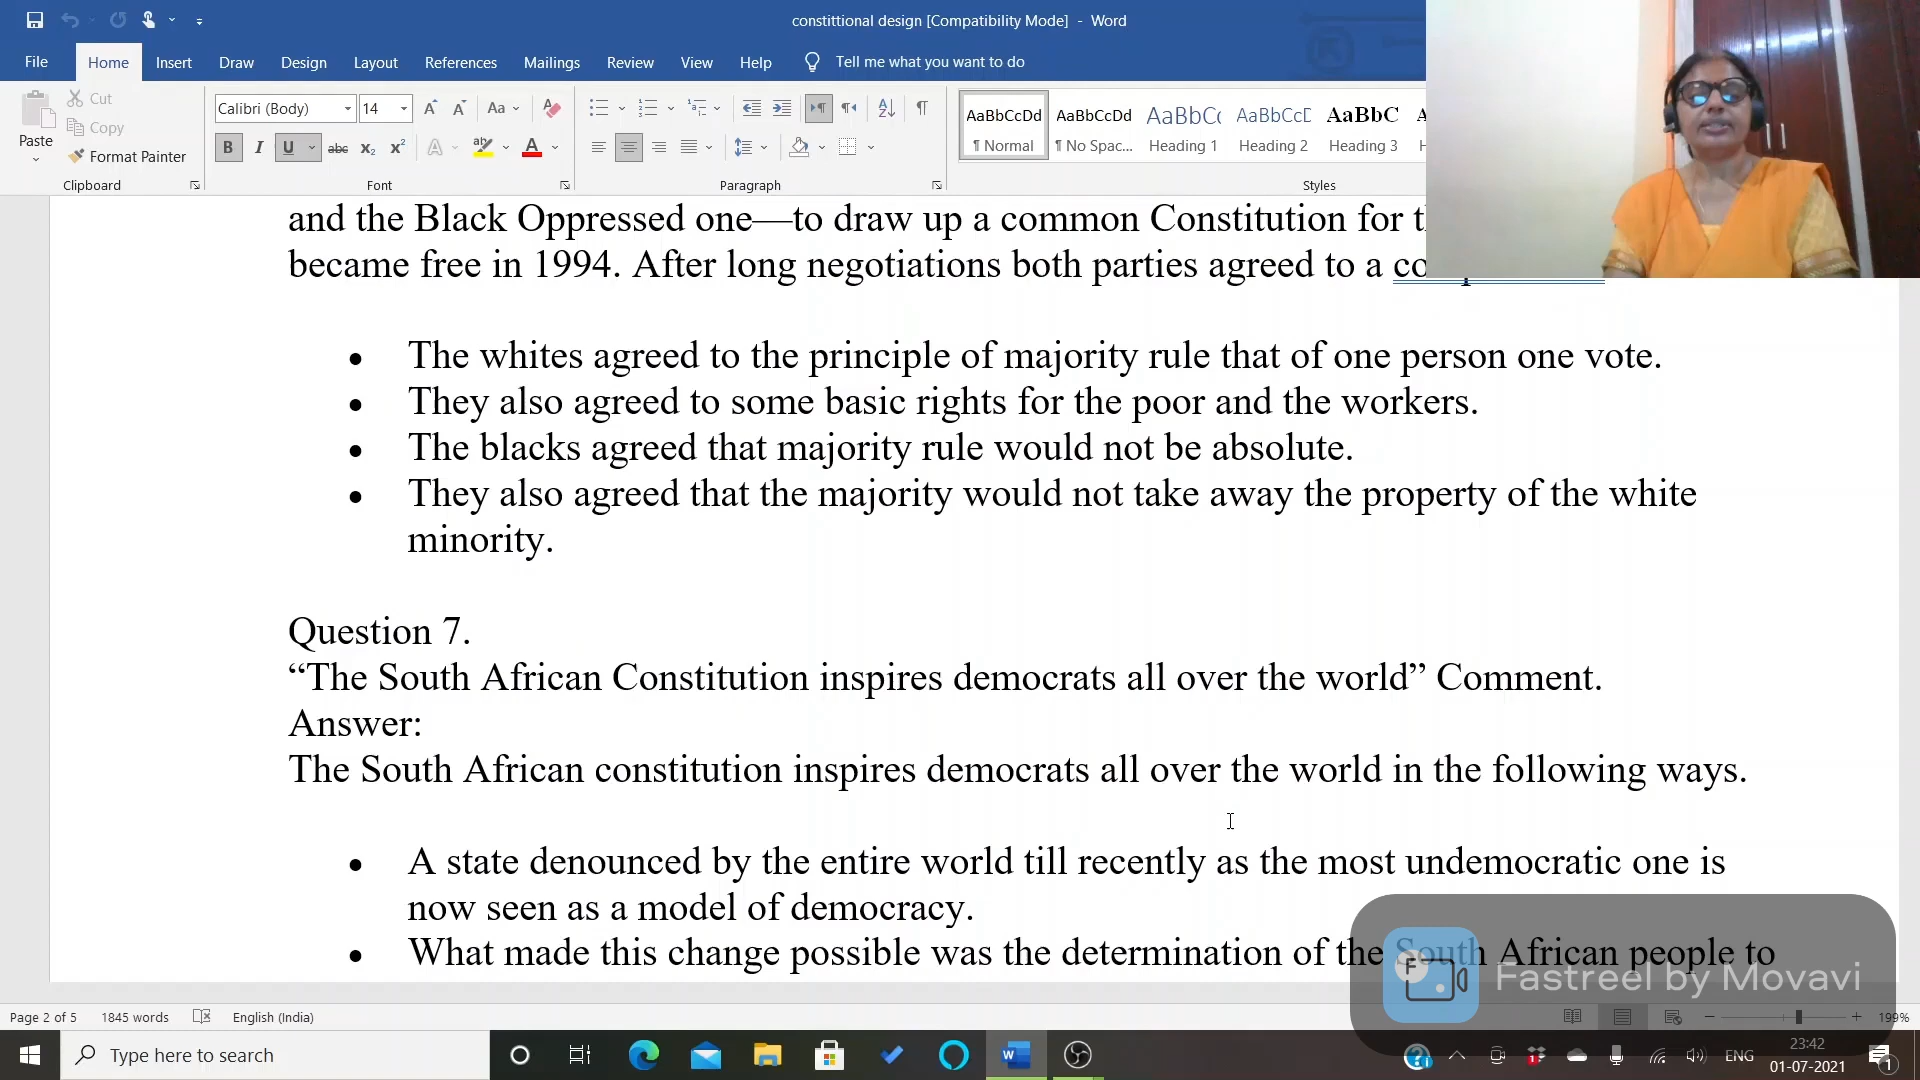 constittional design [Compatibility Mode] - Word
File Home Insert Draw Design Layout References Mailings Review View Help Tell me what you want to do
Cut
Copy
Format Painter
Paste
Calibri (Body) 14
Aa
B I U abc x₂ x² A ab A
AaBbCcDd AaBbCcDd AaBbC( AaBbCcD AaBbC
¶ Normal ¶ No Spac... Heading 1 Heading 2 Heading 3
Clipboard Font Paragraph Styles
and the Black Oppressed one—to draw up a common Constitution for
became free in 1994. After long negotiations both parties agreed to a
• The whites agreed to the principle of majority rule that of one person one vote.
• They also agreed to some basic rights for the poor and the workers.
• The blacks agreed that majority rule would not be absolute.
• They also agreed that the majority would not take away the property of the white
minority.
Question 7.
“The South African Constitution inspires democrats all over the world” Comment.
Answer:
The South African constitution inspires democrats all over the world in the following ways.
• A state denounced by the entire world till recently as the most undemocratic one is
now seen as a model of democracy.
• What made this change possible was the determination of the South African people to
Fastreel by Movavi
Page 2 of 5 1845 words English (India) 199%
Type here to search
ENG
23:42
01-07-2021
1